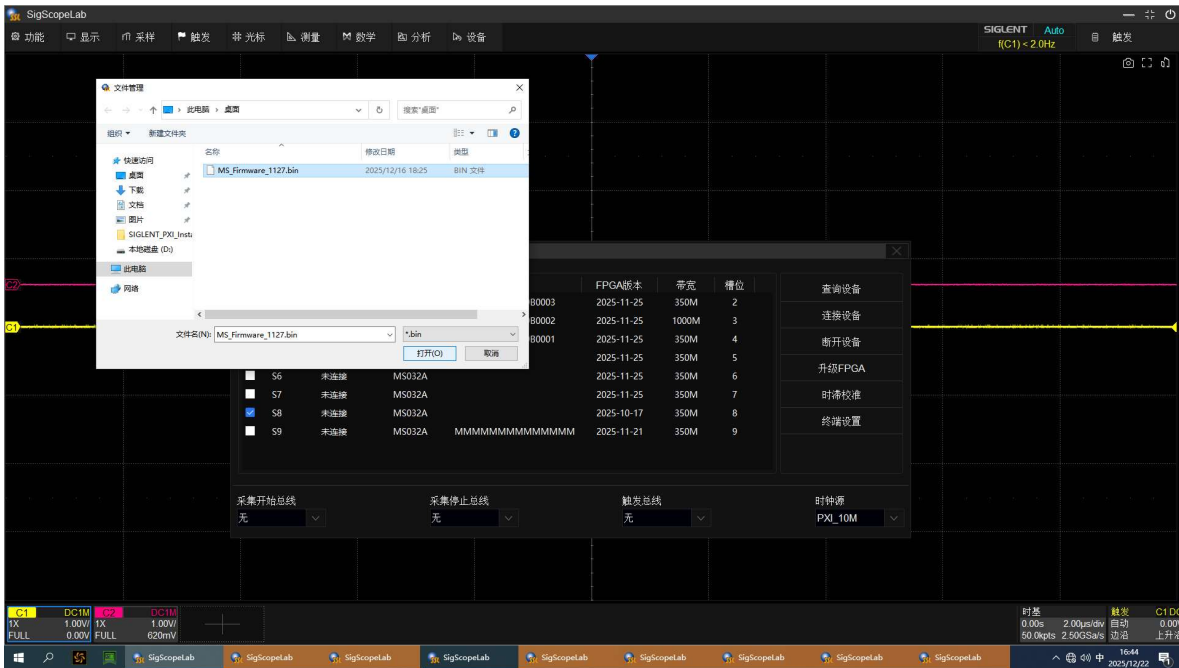 SigScopeLab
功能 显示 采样 触发 光标 测量 数学 分析 设备
SIGLENT Auto
f(C1) < 2.0Hz
触发
文件管理
此电脑 › 桌面
搜索"桌面"
组织 新建文件夹
名称 修改日期 类型
快速访问
MS_Firmware_1127.bin 2025/12/16 18:25 BIN 文件
桌面
下载
文档
图片
SIGLENT_PXI_Insta
本地磁盘 (D:)
此电脑
网络
文件名(N): MS_Firmware_1127.bin *.bin
打开(O) 取消
FPGA版本 带宽 槽位
B0003 2025-11-25 350M 2
B0002 2025-11-25 1000M 3
B0001 2025-11-25 350M 4
2025-11-25 350M 5
S6 未连接 MS032A 2025-11-25 350M 6
S7 未连接 MS032A 2025-11-25 350M 7
S8 未连接 MS032A 2025-10-17 350M 8
S9 未连接 MS032A MMMMMMMMMMMMMM 2025-11-21 350M 9
查询设备
连接设备
断开设备
升级FPGA
时滞校准
终端设置
采集开始总线 采集停止总线 触发总线 时钟源
无 无 无 PXI_10M
C2
C1
C1 DC1M
1X 1.00V/
FULL 0.00V
C2 DC1M
1X 1.00V/
FULL 620mV
时基
0.00s 2.00μs/div
50.0kpts 2.50GSa/s
触发 C1 DC
自动 0.00V
边沿 上升沿
SigScopeLab SigScopeLab SigScopeLab SigScopeLab SigScopeLab SigScopeLab SigScopeLab SigScopeLab SigScopeLab
中 16:44
2025/12/22